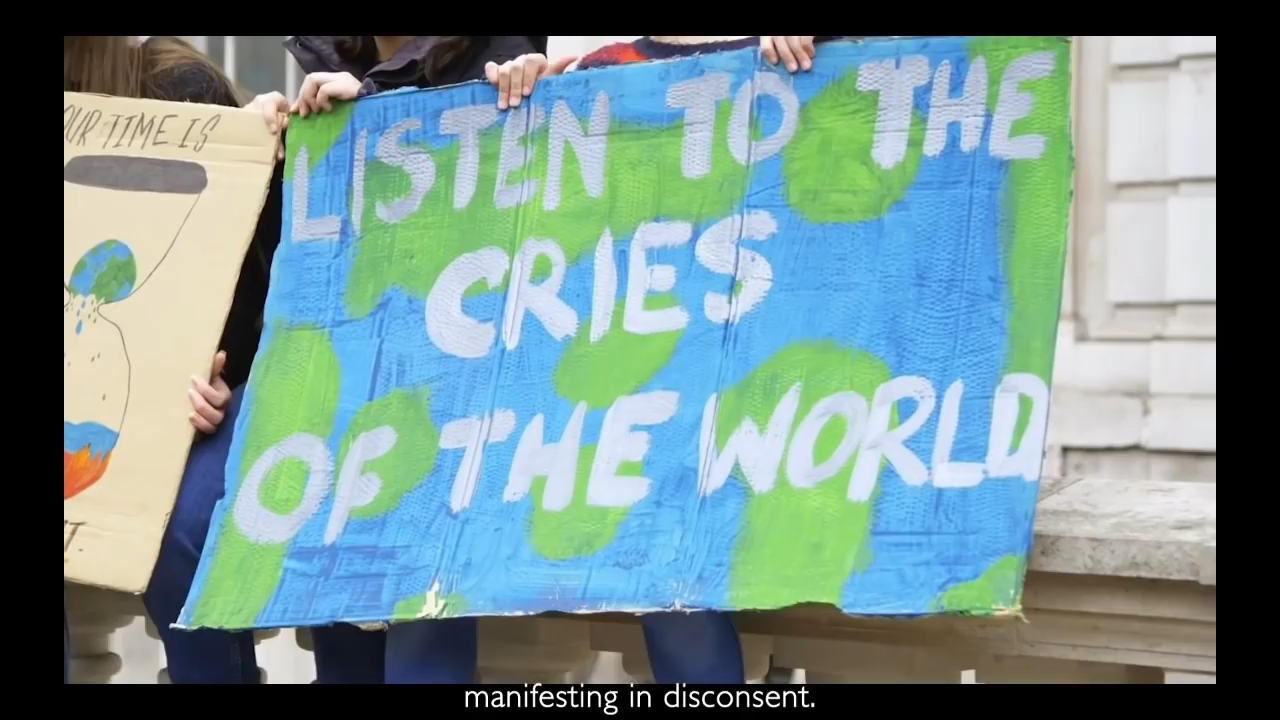 OUR TIME IS
LISTEN TO THE
CRIES
OF THE WORLD
manifesting in disconsent.